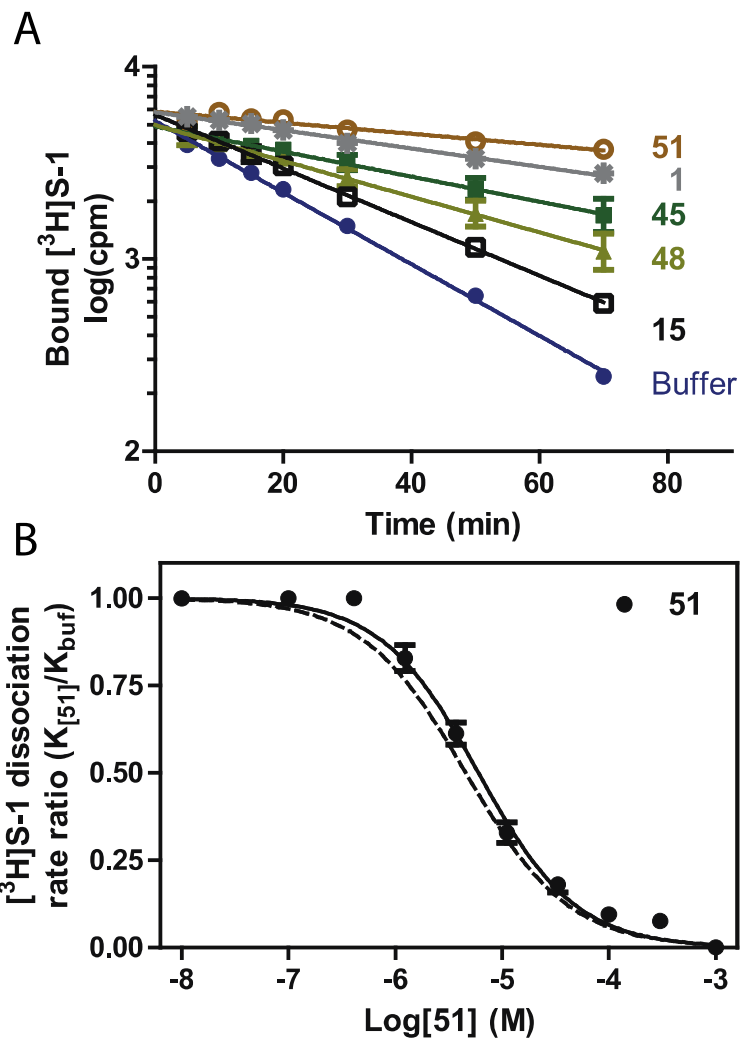 A
4
3
2
Bound [³H]S-1
log(cpm)
51
1
45
48
15
Buffer
0 20 40 60 80
Time (min)
B
1.00
0.75
0.50
0.25
0.00
[³H]S-1 dissociation
rate ratio (K[51]/Kbuf)
51
-8 -7 -6 -5 -4 -3
Log[51] (M)